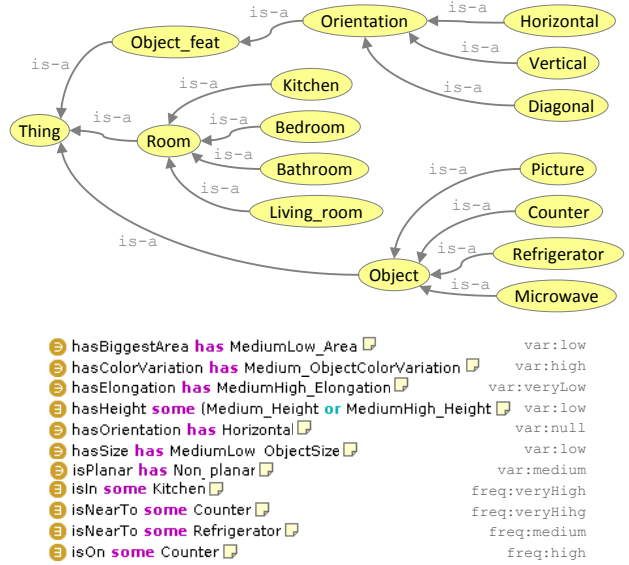 is-a
Orientation
is-a
Horizontal
Object_feat
is-a
Vertical
is-a
is-a
Diagonal
Kitchen
is-a
Thing
is-a
Room
is-a
Bedroom
is-a
Bathroom
is-a
Living_room
is-a
Picture
is-a
Counter
is-a
Refrigerator
is-a
Object
is-a
Microwave
hasBiggestArea has MediumLow_Area var:low
hasColorVariation has Medium_ObjectColorVariation var:high
hasElongation has MediumHigh_Elongation var:veryLow
hasHeight some (Medium_Height or MediumHigh_Height var:low
hasOrientation has Horizontal var:null
hasSize has MediumLow_ObjectSize var:low
isPlanar has Non_planar var:medium
isIn some Kitchen freq:veryHigh
isNearTo some Counter freq:veryHihg
isNearTo some Refrigerator freq:medium
isOn some Counter freq:high